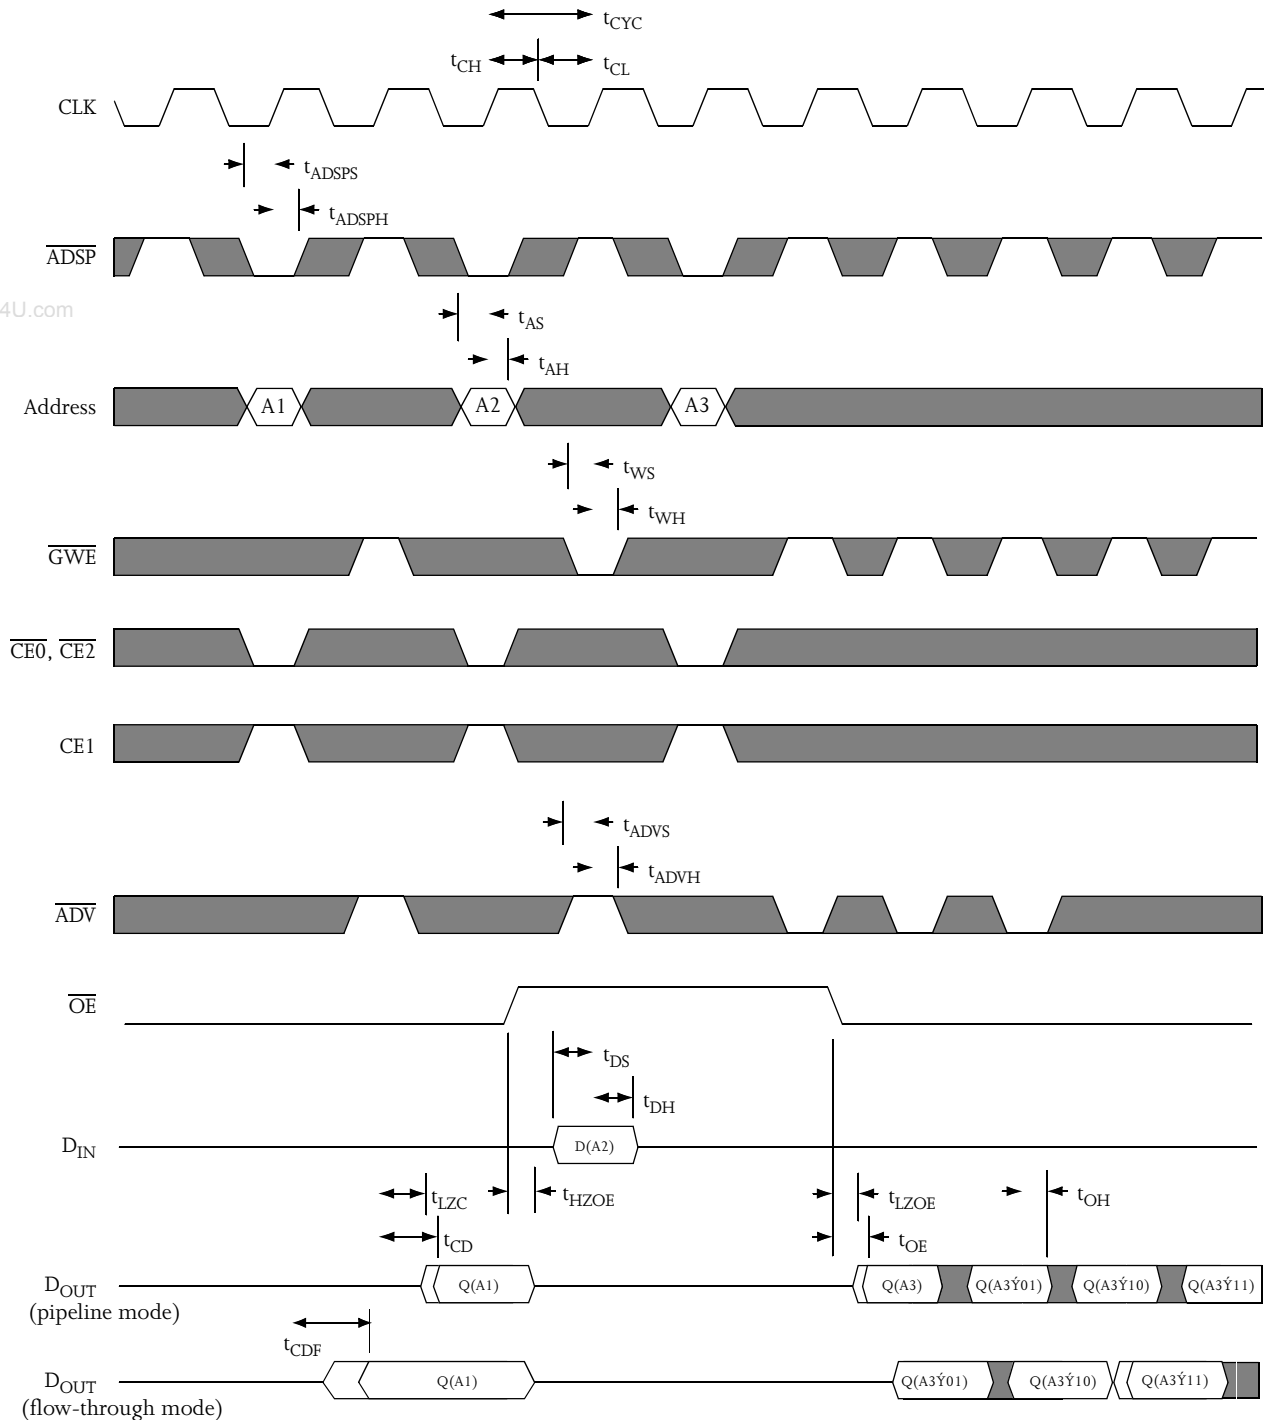 tCYC
tCH
tCL
CLK
tADSPS
tADSPH
ADSP
4U.com
tAS
tAH
Address
A1
A2
A3
tWS
tWH
GWE
CE0, CE2
CE1
tADVS
tADVH
ADV
OE
tDS
tDH
DIN
D(A2)
tLZC
tHZOE
tLZOE
tOH
tCD
tOE
DOUT
(pipeline mode)
Q(A1)
Q(A3)
Q(A3Ý01)
Q(A3Ý10)
Q(A3Ý11)
tCDF
DOUT
(flow-through mode)
Q(A1)
Q(A3Ý01)
Q(A3Ý10)
Q(A3Ý11)